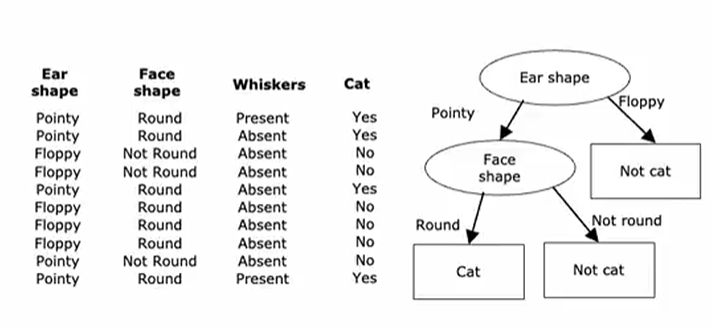 Ear shape Face shape Whiskers Cat
Pointy Round Present Yes
Pointy Round Absent Yes
Floppy Not Round Absent No
Floppy Not Round Absent No
Pointy Round Absent Yes
Floppy Round Absent No
Floppy Round Absent No
Floppy Round Absent No
Pointy Not Round Absent No
Pointy Round Present Yes
Ear shape
Pointy
Floppy
Face
shape
Not cat
Round
Not round
Cat
Not cat